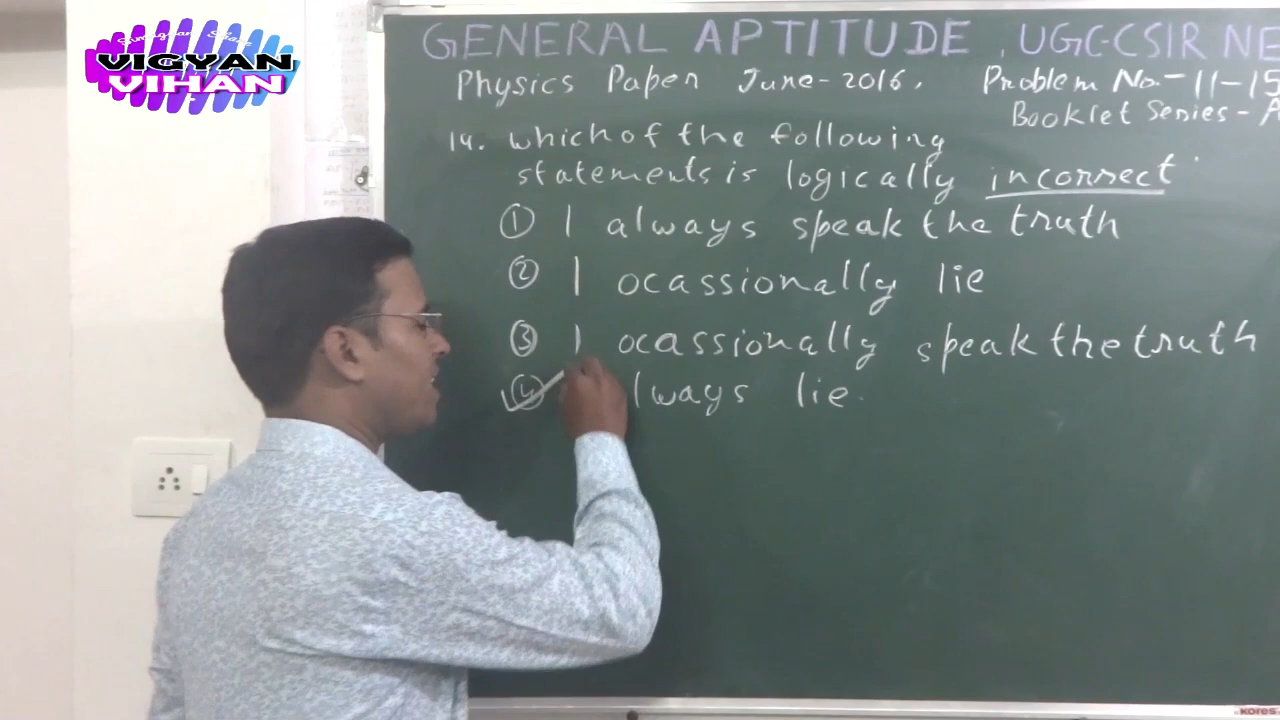 VIGYAN
VIHAN
GENERAL APTITUDE, UGC-CSIR NE
Physics Paper June-2016. Problem No.-11-15
Booklet Series-A
14. which of the following
statements is logically incorrect
① I always speak the truth
② I ocassionally lie
③ I ocassionally speak the truth
④ lways lie.
KORES